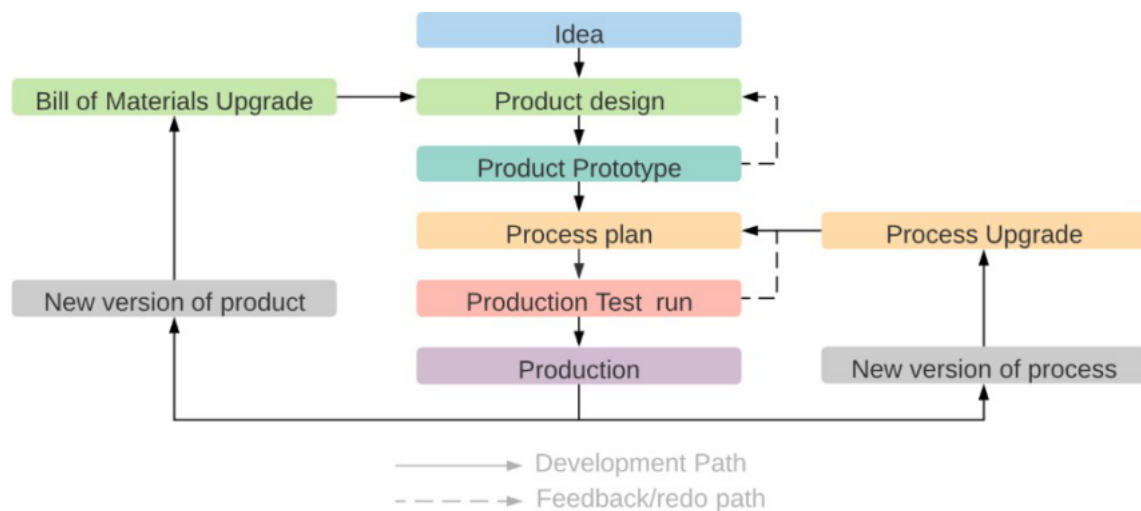 Idea
Bill of Materials Upgrade
Product design
Product Prototype
Process plan
Process Upgrade
New version of product
Production Test run
Production
New version of process
Development Path
Feedback/redo path